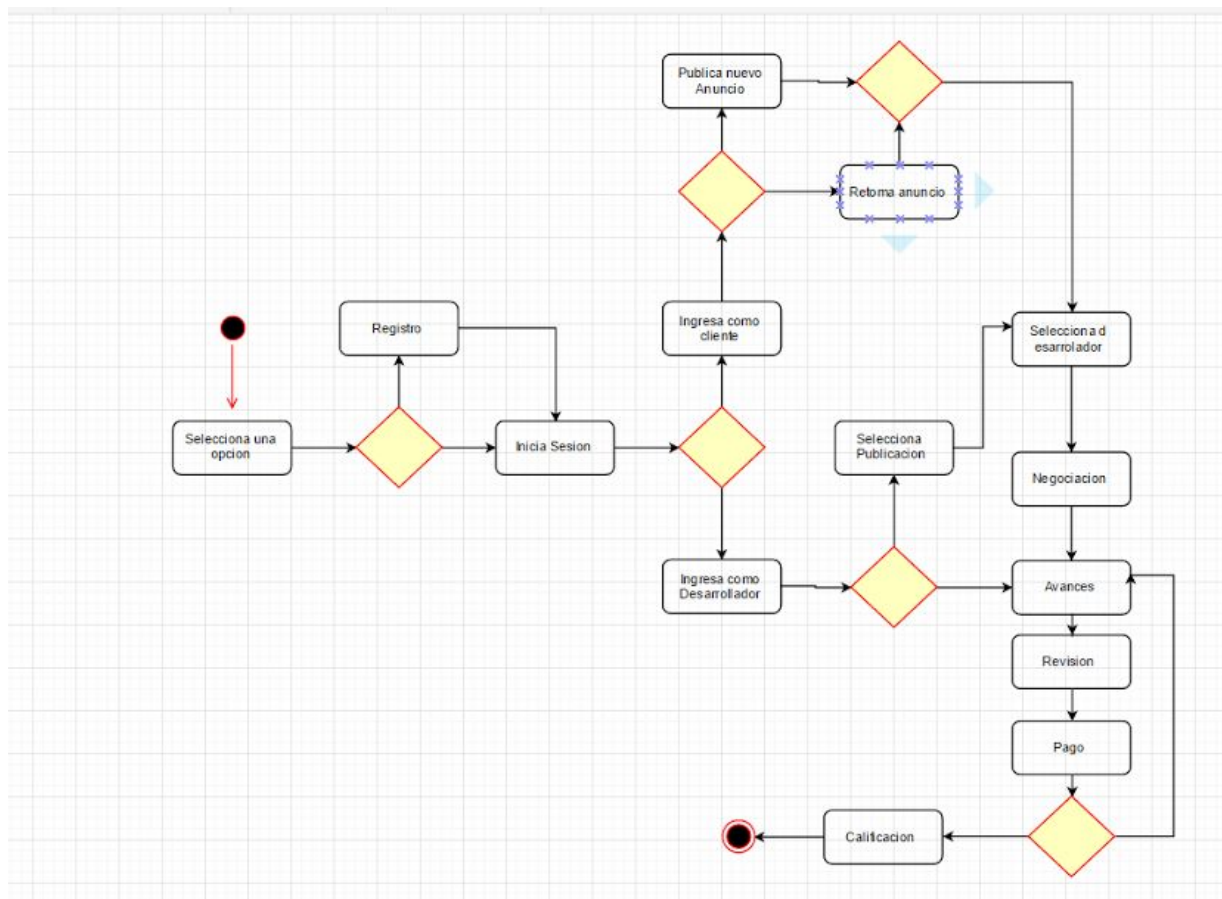 Publica nuevo
Anuncio
Retoma anuncio
Registro
Ingresa como
cliente
Selecciona d
esarrolador
Selecciona una
opcion
Inicia Sesion
Selecciona
Publicacion
Negociacion
Ingresa como
Desarrollador
Avances
Revision
Pago
Calificacion